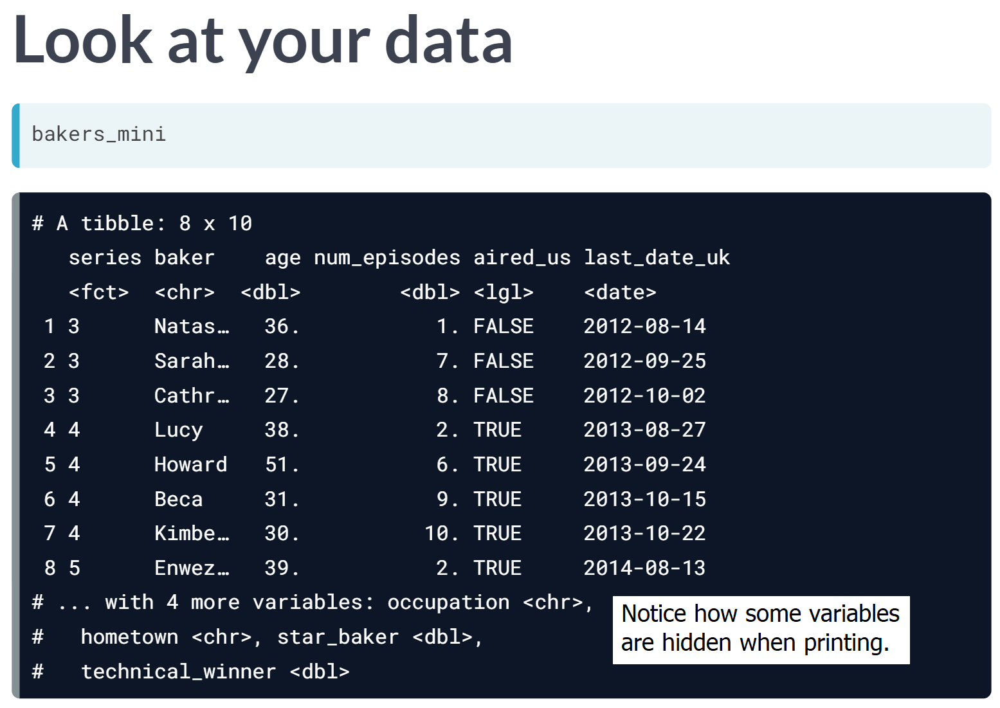 Look at your data
bakers_mini
# A tibble: 8 x 10
   series baker    age num_episodes aired_us last_date_uk
   <fct>  <chr>  <dbl>        <dbl> <lgl>    <date>
 1 3      Natas…   36.           1. FALSE    2012-08-14
 2 3      Sarah…   28.           7. FALSE    2012-09-25
 3 3      Cathr…   27.           8. FALSE    2012-10-02
 4 4      Lucy     38.           2. TRUE     2013-08-27
 5 4      Howard   51.           6. TRUE     2013-09-24
 6 4      Beca     31.           9. TRUE     2013-10-15
 7 4      Kimbe…   30.          10. TRUE     2013-10-22
 8 5      Enwez…   39.           2. TRUE     2014-08-13
# ... with 4 more variables: occupation <chr>,
#   hometown <chr>, star_baker <dbl>,
#   technical_winner <dbl>
Notice how some variables
are hidden when printing.